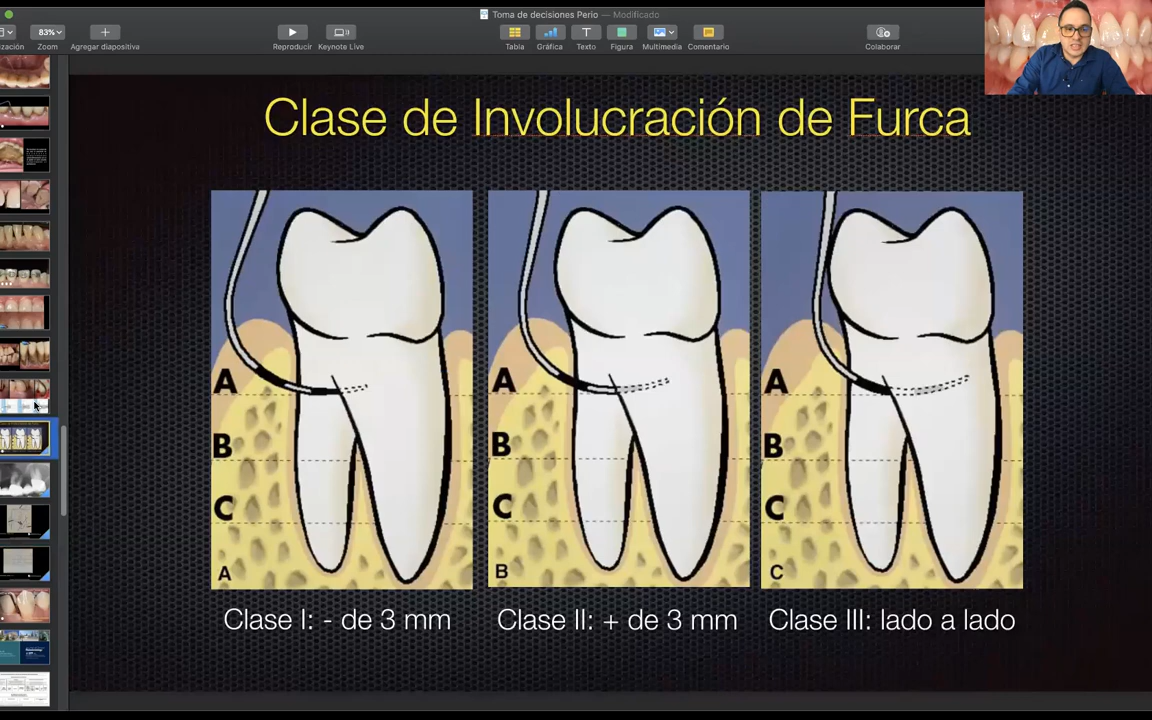 Toma de decisiones Perio — Modificado
83%
Zoom
Agregar diapositiva
Reproducir
Keynote Live
Tabla
Gráfica
Texto
Figura
Multimedia
Comentario
Colaborar
Clase de Involucración de Furca
A
B
C
A
A
B
C
B
A
B
C
C
Clase I: - de 3 mm
Clase II: + de 3 mm
Clase III: lado a lado